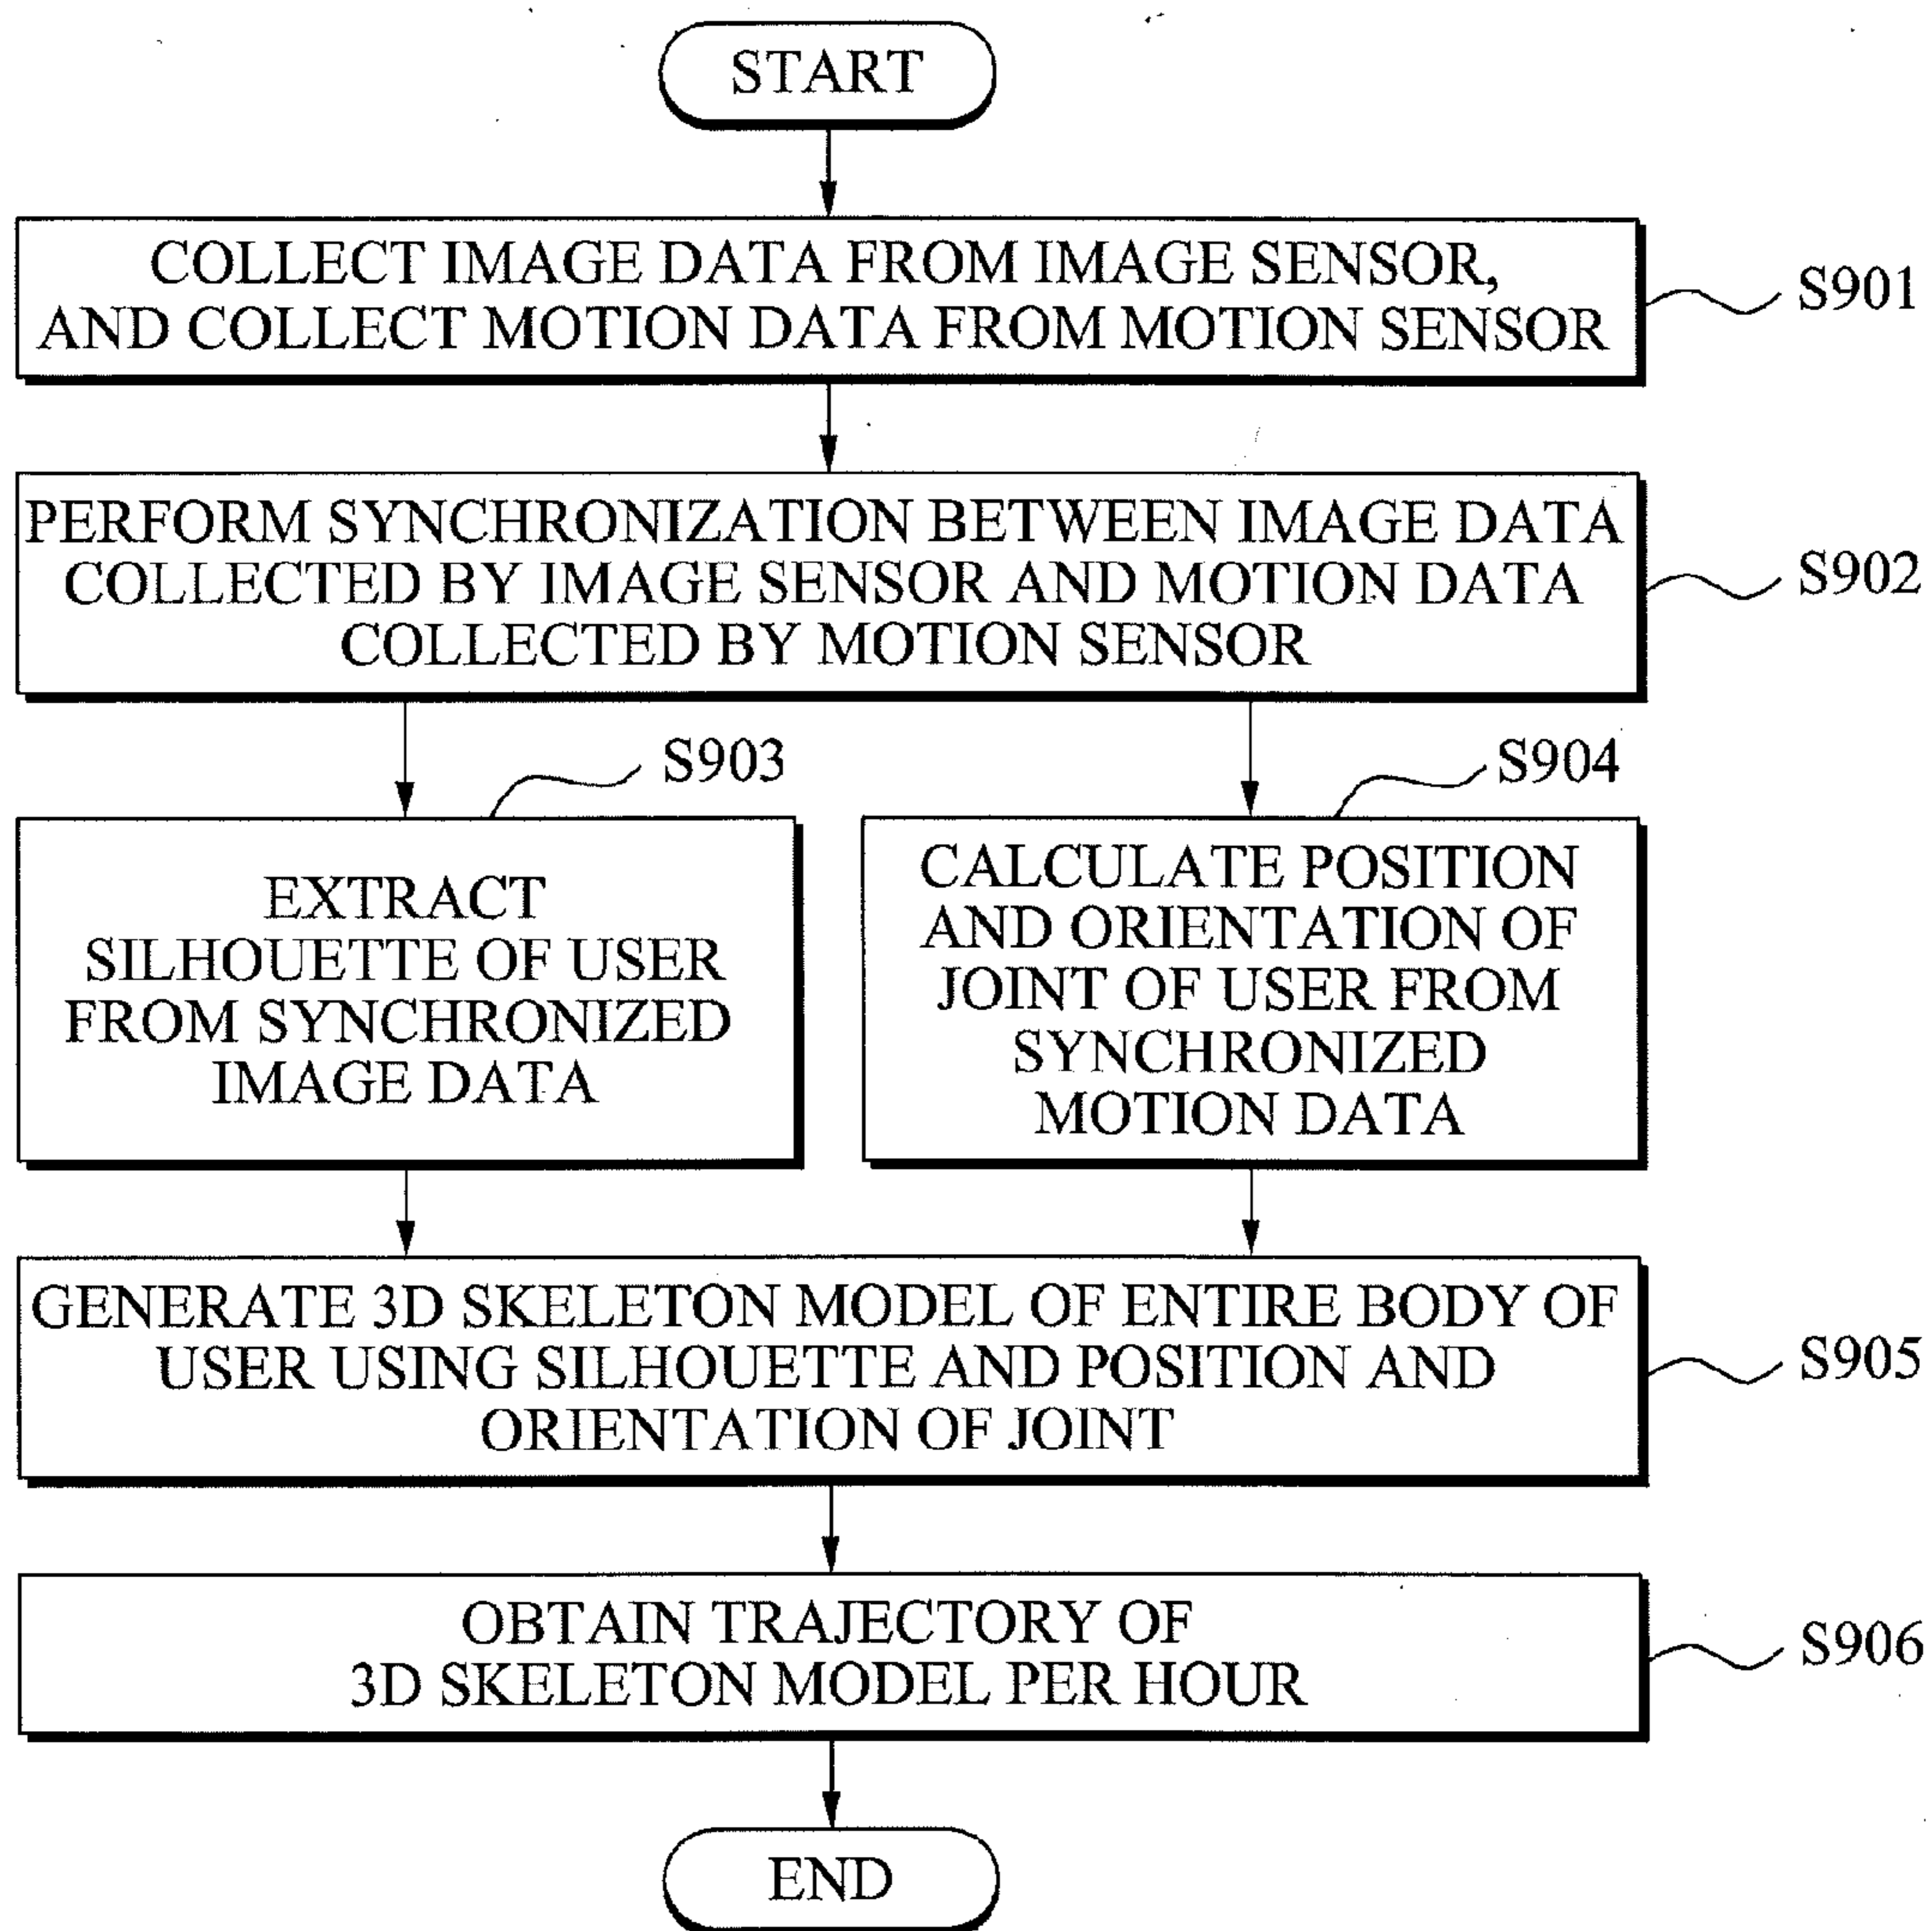 START
COLLECT IMAGE DATA FROM IMAGE SENSOR,
AND COLLECT MOTION DATA FROM MOTION SENSOR
S901
PERFORM SYNCHRONIZATION BETWEEN IMAGE DATA
COLLECTED BY IMAGE SENSOR AND MOTION DATA
COLLECTED BY MOTION SENSOR
S902
S903
EXTRACT
SILHOUETTE OF USER
FROM SYNCHRONIZED
IMAGE DATA
S904
CALCULATE POSITION
AND ORIENTATION OF
JOINT OF USER FROM
SYNCHRONIZED
MOTION DATA
GENERATE 3D SKELETON MODEL OF ENTIRE BODY OF
USER USING SILHOUETTE AND POSITION AND
ORIENTATION OF JOINT
S905
OBTAIN TRAJECTORY OF
3D SKELETON MODEL PER HOUR
S906
END